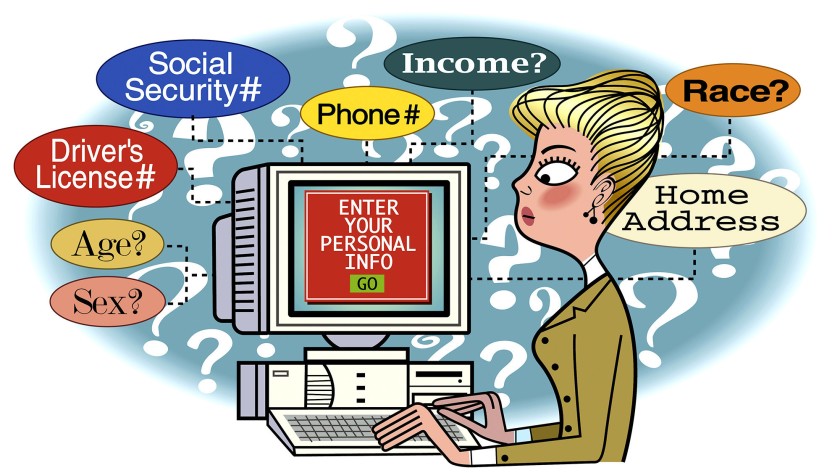 Social
Security#
Income?
Phone#
Race?
Driver's
License#
Home
Address
Age?
Sex?
ENTER
YOUR
PERSONAL
INFO
GO